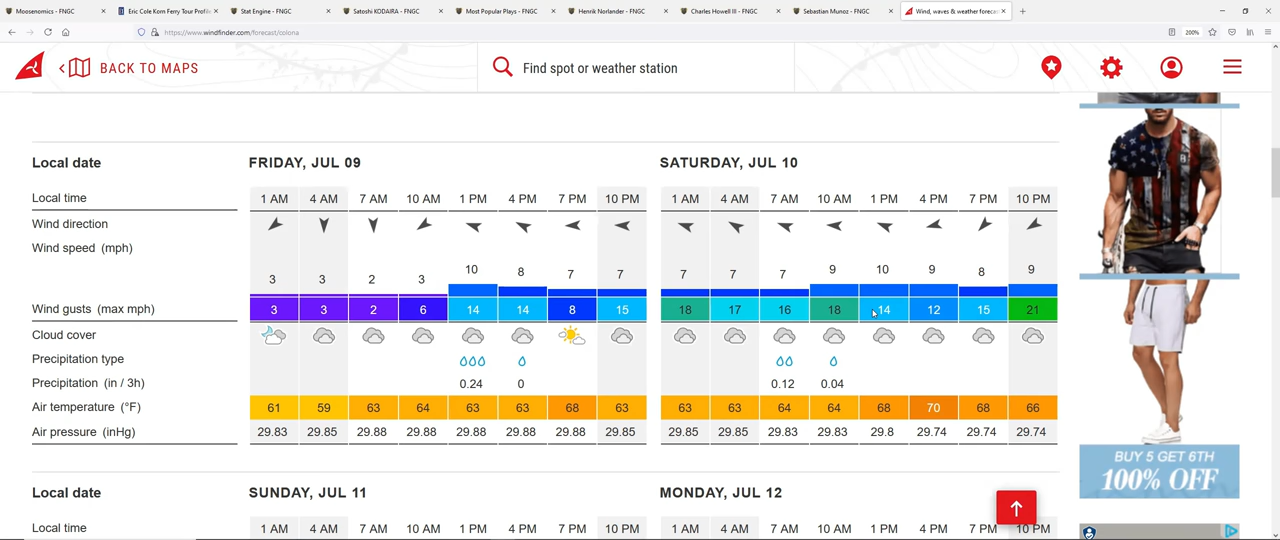 Moosenomics - FNGC Eric Cole Korn Ferry Tour Profile Stat Engine - FNGC Satoshi KODAIRA - FNGC Most Popular Plays - FNGC Henrik Norlander - FNGC Charles Howell III - FNGC Sebastian Munoz - FNGC Wind, waves & weather forecas
https://www.windfinder.com/forecast/colona 200%
BACK TO MAPS Find spot or weather station
Local date FRIDAY, JUL 09 SATURDAY, JUL 10
Local time 1 AM 4 AM 7 AM 10 AM 1 PM 4 PM 7 PM 10 PM 1 AM 4 AM 7 AM 10 AM 1 PM 4 PM 7 PM 10 PM
Wind direction
Wind speed (mph)
3 3 2 3 10 8 7 7 7 7 7 9 10 9 8 9
Wind gusts (max mph) 3 3 2 6 14 14 8 15 18 17 16 18 14 12 15 21
Cloud cover
Precipitation type
Precipitation (in / 3h) 0.24 0 0.12 0.04
Air temperature (°F) 61 59 63 64 63 63 68 63 63 63 64 64 68 70 68 66
Air pressure (inHg) 29.83 29.85 29.88 29.88 29.88 29.88 29.88 29.85 29.85 29.85 29.83 29.83 29.8 29.74 29.74 29.74
BUY 5 GET 6TH
100% OFF
Local date SUNDAY, JUL 11 MONDAY, JUL 12
Local time 1 AM 4 AM 7 AM 10 AM 1 PM 4 PM 7 PM 10 PM 1 AM 4 AM 7 AM 10 AM 1 PM 4 PM 7 PM 10 PM